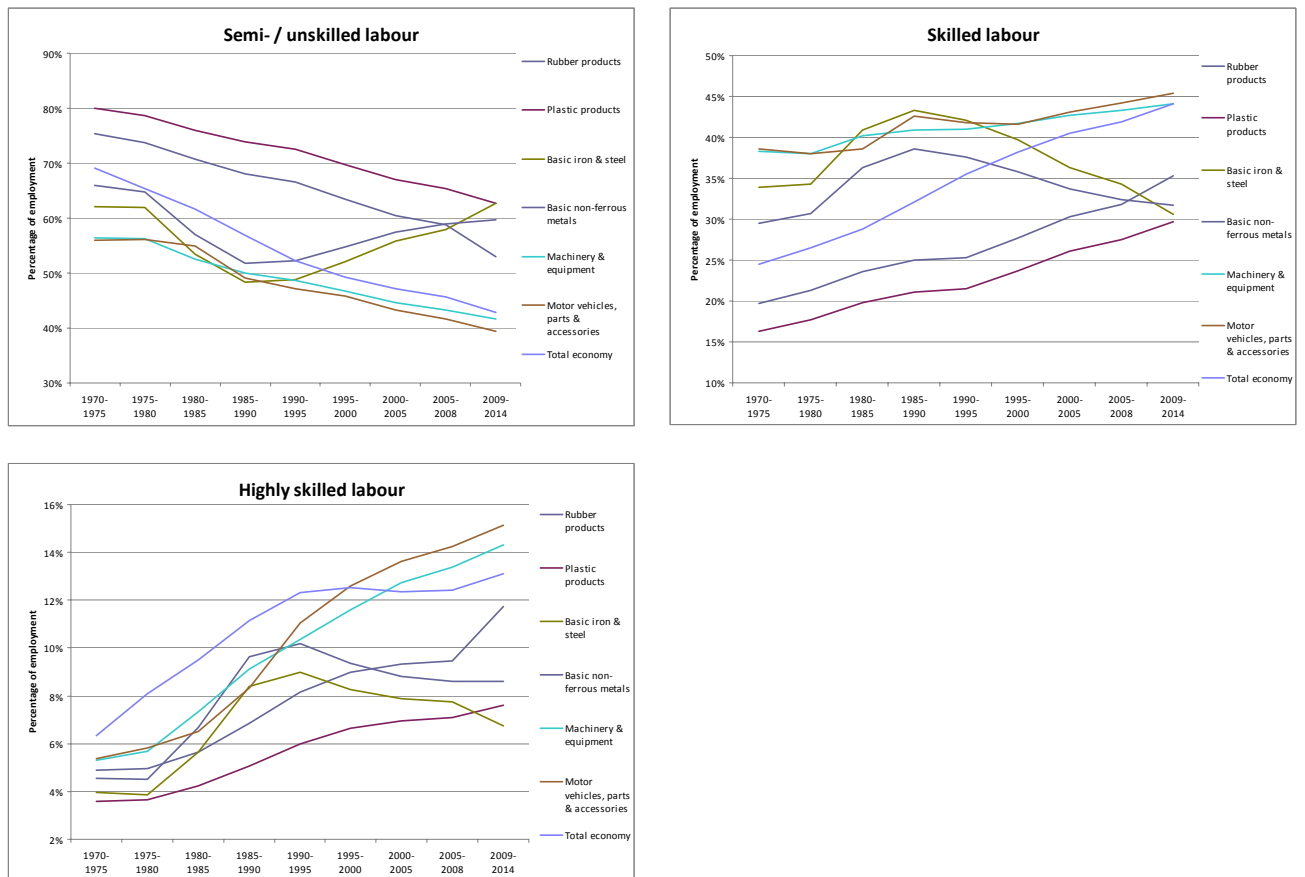 Semi- / unskilled labour
Percentage of employment
90%
80%
70%
60%
50%
40%
30%
1970-
1975
1975-
1980
1980-
1985
1985-
1990
1990-
1995
1995-
2000
2000-
2005
2005-
2008
2009-
2014
Rubber products
Plastic products
Basic iron & steel
Basic non-ferrous
metals
Machinery &
equipment
Motor vehicles,
parts &
accessories
Total economy
Skilled labour
Percentage of employment
50%
45%
40%
35%
30%
25%
20%
15%
10%
1970-
1975
1975-
1980
1980-
1985
1985-
1990
1990-
1995
1995-
2000
2000-
2005
2005-
2008
2009-
2014
Rubber
products
Plastic
products
Basic iron &
steel
Basic non-
ferrous metals
Machinery &
equipment
Motor
vehicles, parts
& accessories
Total economy
Highly skilled labour
Percentage of employment
16%
14%
12%
10%
8%
6%
4%
2%
1970-
1975
1975-
1980
1980-
1985
1985-
1990
1990-
1995
1995-
2000
2000-
2005
2005-
2008
2009-
2014
Rubber
products
Plastic
products
Basic iron &
steel
Basic non-
ferrous metals
Machinery &
equipment
Motor
vehicles, parts
& accessories
Total economy